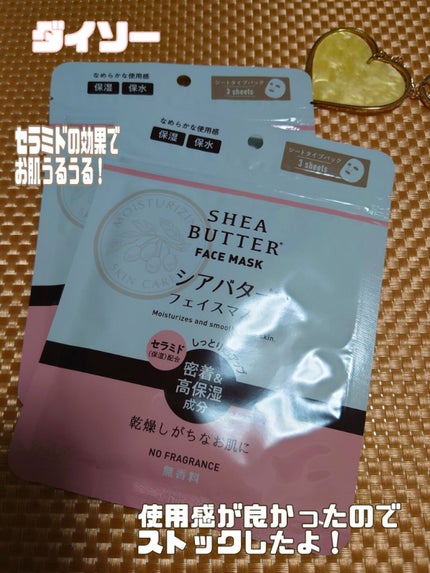 ダイソー
なめらかな使用感
保湿 保水
シートタイプパック
3 sheets
セラミドの効果で
お肌うるうる！
なめらかな使用感
保湿 保水
シートタイプパック
3 sheets
MOISTURIZI
SKIN CARE
SHEA
BUTTER
FACE MASK
シアバター
フェイスマ
Moisturizes and smoo skin.
セラミド
(保湿)配合
しっとり
密着&
高保湿
成分
乾燥しがちなお肌に
NO FRAGRANCE
無香料
使用感が良かったので
ストックしたよ！